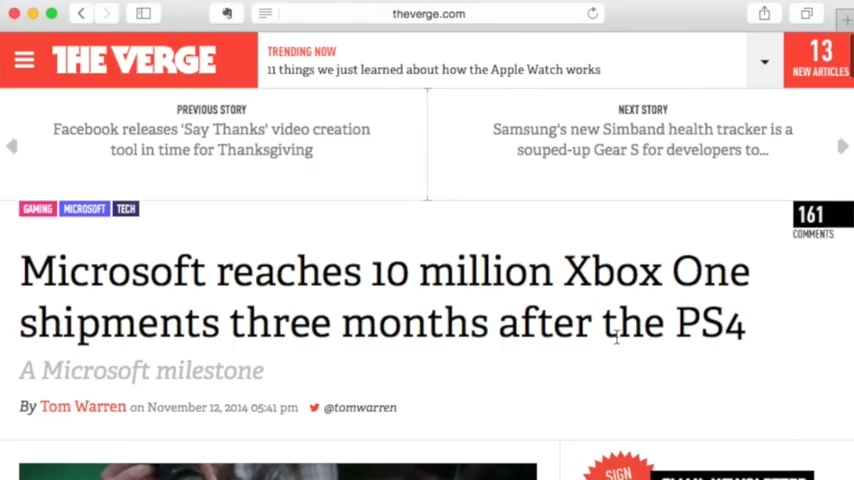 theverge.com
THE VERGE
TRENDING NOW
11 things we just learned about how the Apple Watch works
13
NEW ARTICLES
PREVIOUS STORY
Facebook releases 'Say Thanks' video creation
tool in time for Thanksgiving
NEXT STORY
Samsung's new Simband health tracker is a
souped-up Gear S for developers to...
GAMING MICROSOFT TECH
161
COMMENTS
Microsoft reaches 10 million Xbox One
shipments three months after the PS4
A Microsoft milestone
By Tom Warren on November 12, 2014 05:41 pm @tomwarren
SIGN